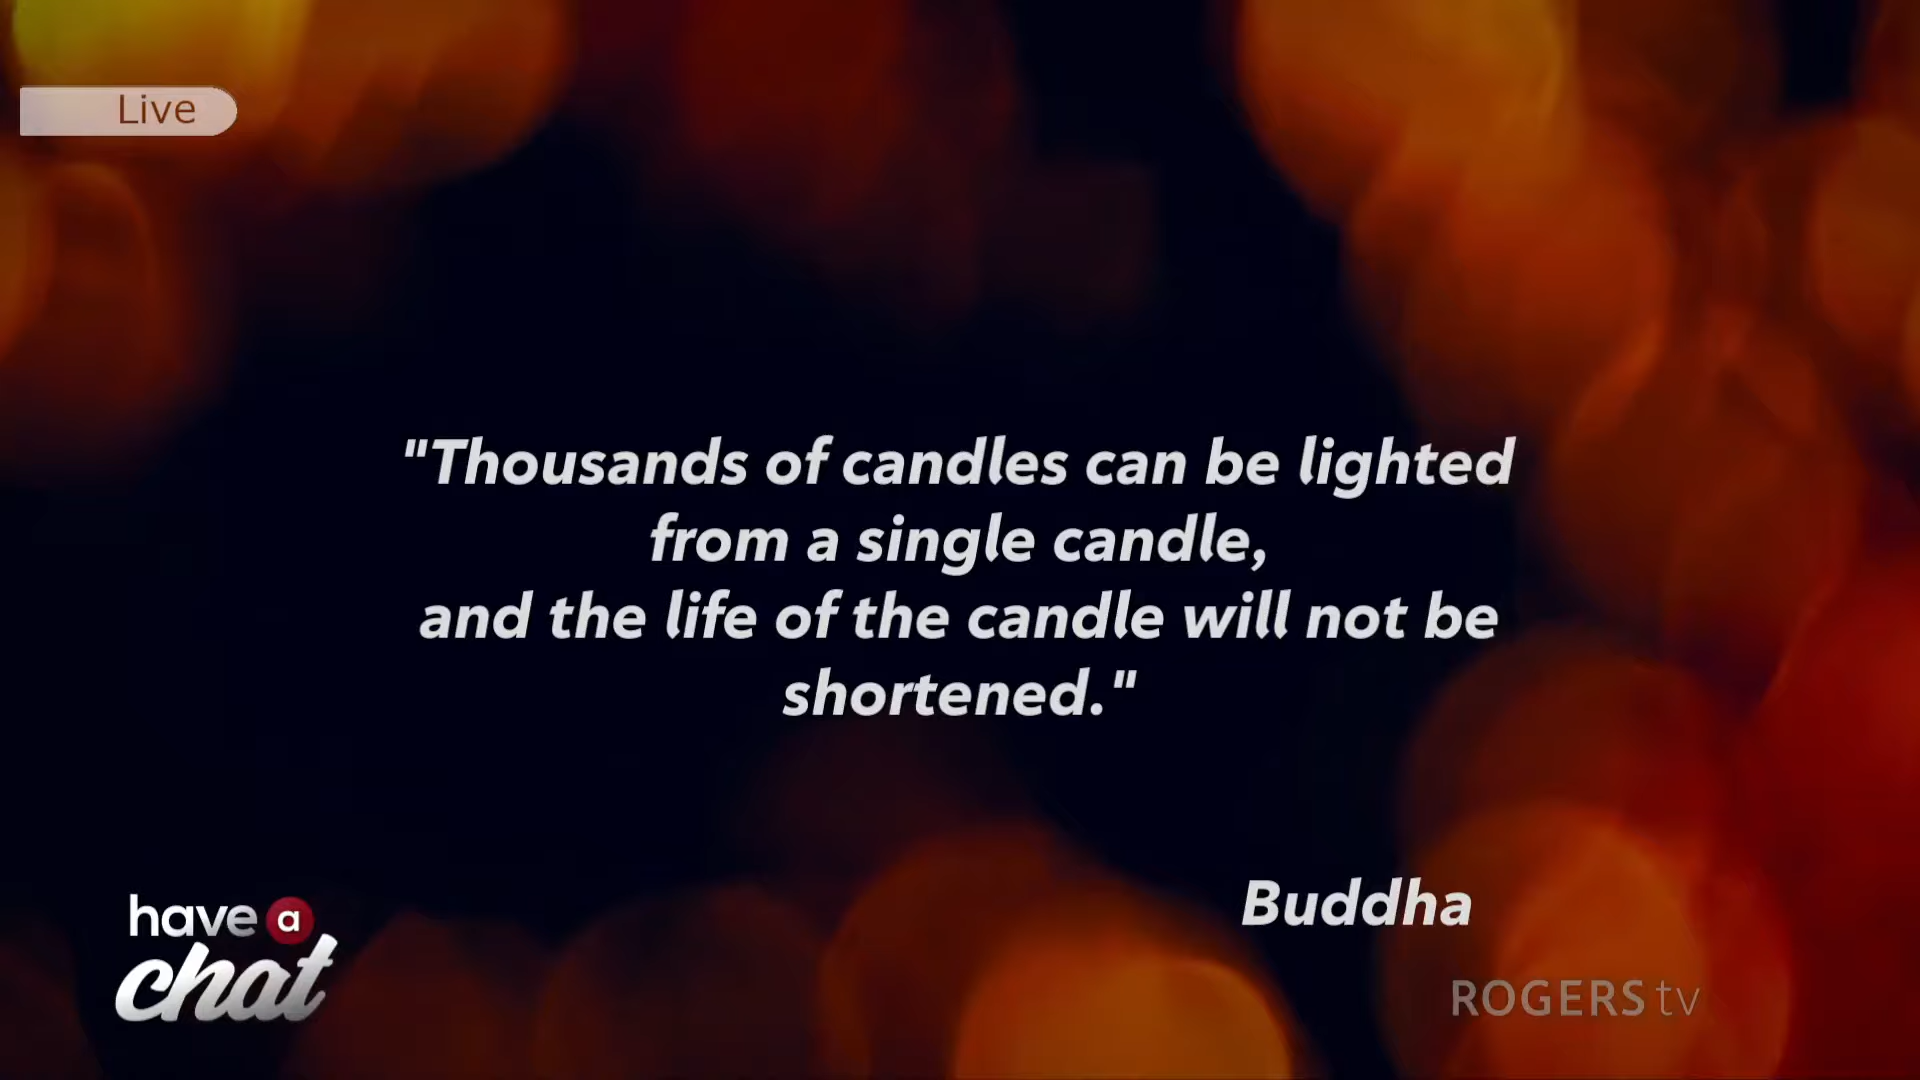 Live
"Thousands of candles can be lighted
from a single candle,
and the life of the candle will not be
shortened."
Buddha
have a
chat
ROGERS tv